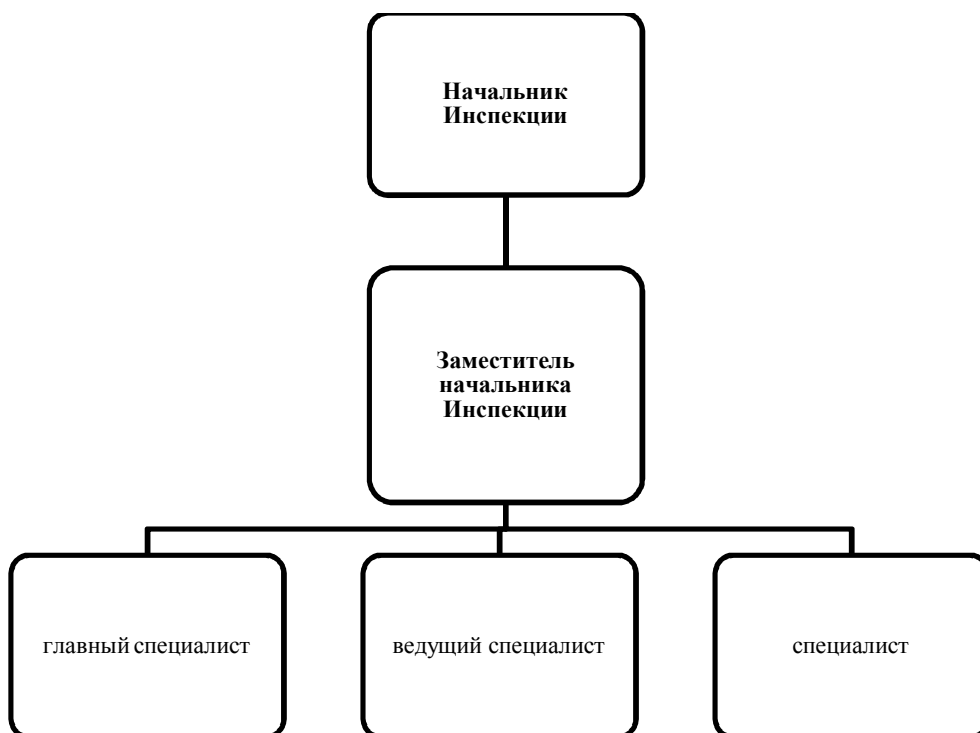 Начальник
Инспекции
Заместитель
начальника
Инспекции
главный специалист
ведущий специалист
специалист